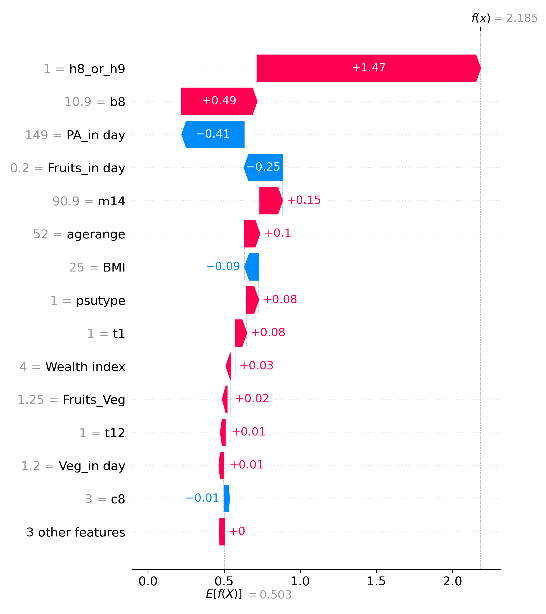 f(x) = 2.185
1 = h8_or_h9 +1.47
10.9 = b8 +0.49
149 = PA_in day −0.41
0.2 = Fruits_in day −0.25
90.9 = m14 +0.15
52 = agerange +0.1
25 = BMI −0.09
1 = psutype +0.08
1 = t1 +0.08
4 = Wealth index +0.03
1.25 = Fruits_Veg +0.02
1 = t12 +0.01
1.2 = Veg_in day +0.01
3 = c8 −0.01
3 other features +0
0.0 0.5 1.0 1.5 2.0
E[f(X)] = 0.503